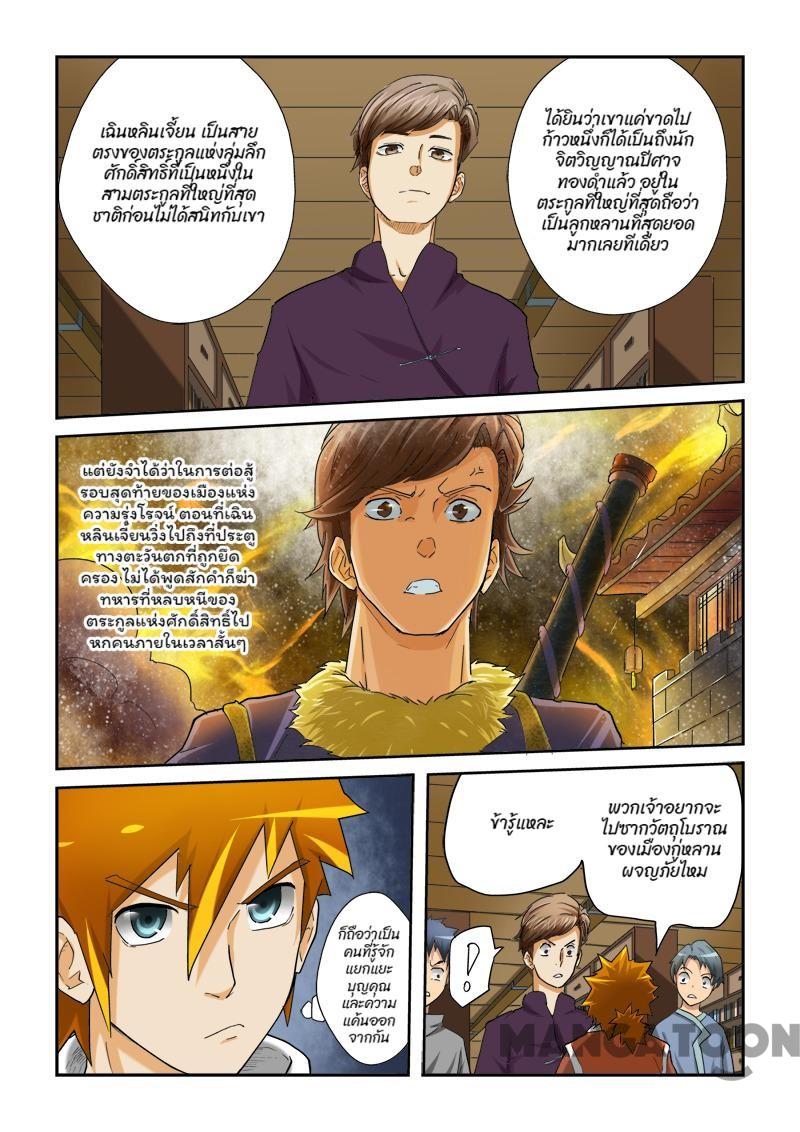 เฉินหลินเจี้ยน เป็นสาย
ตรงของตระกูลแห่งลุ่มลึก
ศักดิ์สิทธิ์ที่เป็นหนึ่งใน
สามตระกูลที่ใหญ่ที่สุด
ชาติก่อนไม่ได้สนิทกับเขา
ได้ยินว่าเขาแค่ขาดไป
ก้าวหนึ่งก็ได้เป็นถึงนัก
จิตวิญญาณปีศาจ
ทองดำแล้ว อยู่ใน
ตระกูลที่ใหญ่ที่สุดถือว่า
เป็นลูกหลานที่สุดยอด
มากเลยทีเดียว
แต่ยังจำได้ว่าในการต่อสู้
รอบสุดท้ายของเมืองแห่ง
ความรุ่งโรจน์ ตอนที่เฉิน
หลินเจี้ยนวิ่งไปถึงที่ประตู
ทางตะวันตกที่ถูกยึด
ครอง ไม่ได้พูดสักคำก็ฆ่า
ทหารที่หลบหนีของ
ตระกูลแห่งศักดิ์สิทธิ์ไป
หกคนภายในเวลาสั้นๆ
ก็ถือว่าเป็น
คนที่รู้จัก
แยกแยะ
บุญคุณ
และความ
แค้นออก
จากกัน
ข้ารู้แหละ
พวกเจ้าอยากจะ
ไปซากวัตถุโบราณ
ของเมืองกู่หลาน
ผจญภัยไหม
!
MANGATOON